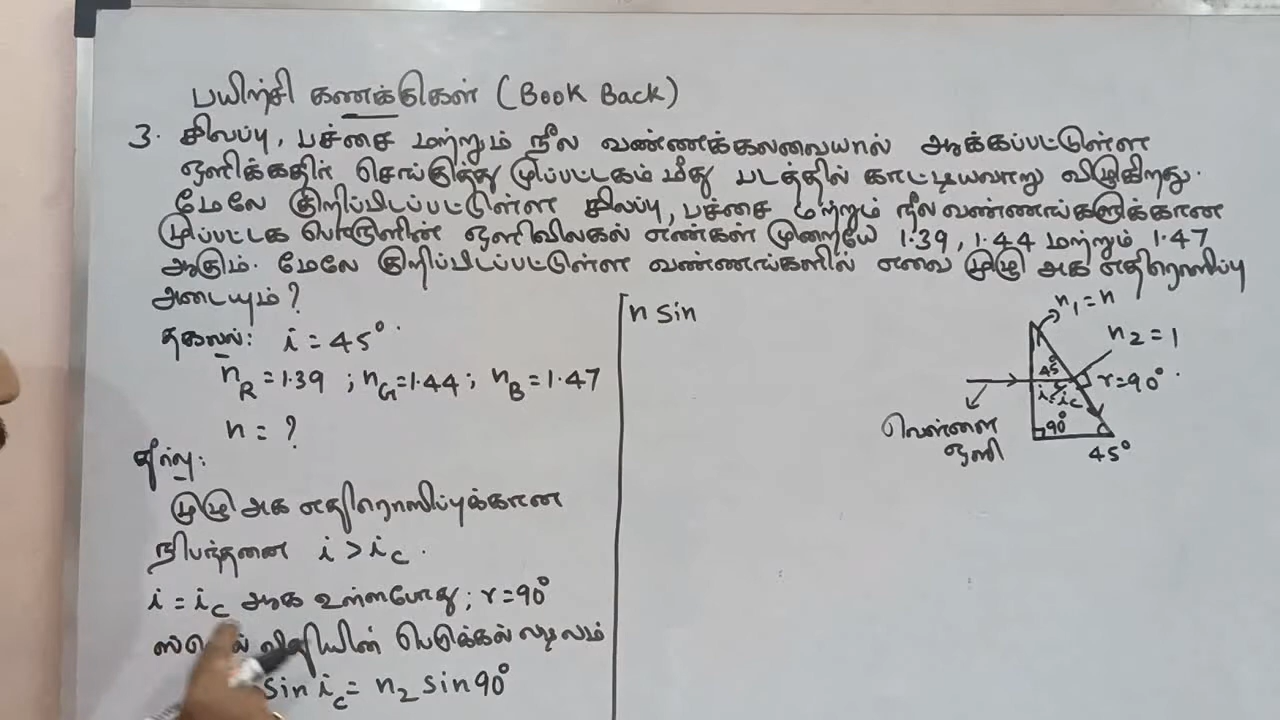 பயிற்சி கணக்குகள் (Book Back)
3. சிவப்பு, பச்சை மற்றும் நீல வண்ணக்கலவையால் ஆக்கப்பட்டுள்ள
ஒளிக்கதிர் செங்குத்து முப்பட்டகம் மீது படத்தில் காட்டியவாறு விழுகிறது.
மேலே குறிப்பிடப்பட்டுள்ள சிவப்பு, பச்சை மற்றும் நீல வண்ணங்களுக்கான
முப்பட்டக பொருளின் ஒளிவிலகல் எண்கள் முறையே 1.39, 1.44 மற்றும் 1.47
ஆகும். மேலே குறிப்பிடப்பட்டுள்ள வண்ணங்களில் எவை முழு அக எதிரொளிப்பு
அடையும்?
தகவல்: i = 45°
n_R = 1.39 ; n_G = 1.44 ; n_B = 1.47
n = ?
தீர்வு:
முழு அக எதிரொளிப்புக்கான
நிபந்தனை i > i_c.
i = i_c ஆக உள்ளபோது; r = 90°
விதியின் பெருக்கல் வடிவம்
sin i_c = n_2 sin 90°
n sin
n_1 = n
n_2 = 1
45°
r = 90°
i = i_c
90°
45°
வெள்ளை
ஒளி